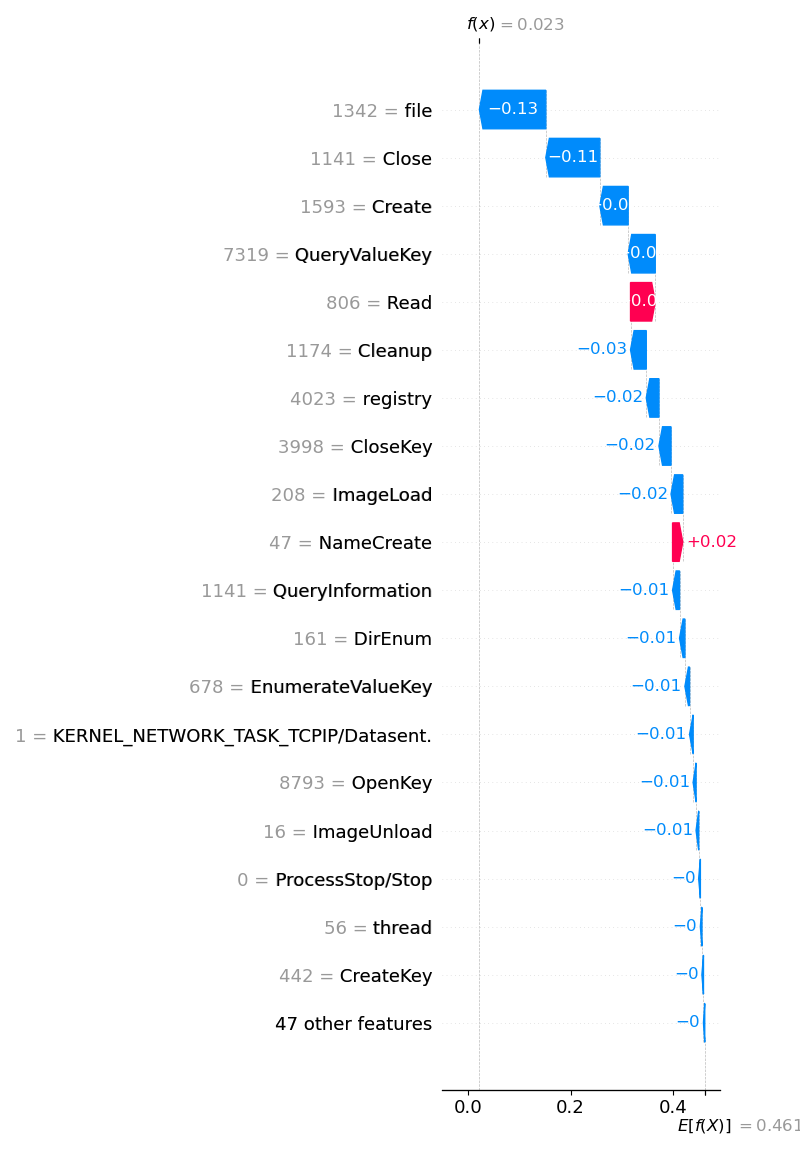 f(x) = 0.023
1342 = file −0.13
1141 = Close −0.11
1593 = Create
7319 = QueryValueKey
806 = Read
1174 = Cleanup −0.03
4023 = registry −0.02
3998 = CloseKey −0.02
208 = ImageLoad −0.02
47 = NameCreate +0.02
1141 = QueryInformation −0.01
161 = DirEnum −0.01
678 = EnumerateValueKey −0.01
1 = KERNEL_NETWORK_TASK_TCPIP/Datasent. −0.01
8793 = OpenKey −0.01
16 = ImageUnload −0.01
0 = ProcessStop/Stop −0
56 = thread −0
442 = CreateKey −0
47 other features −0
0.0 0.2 0.4
E[f(X)] = 0.461